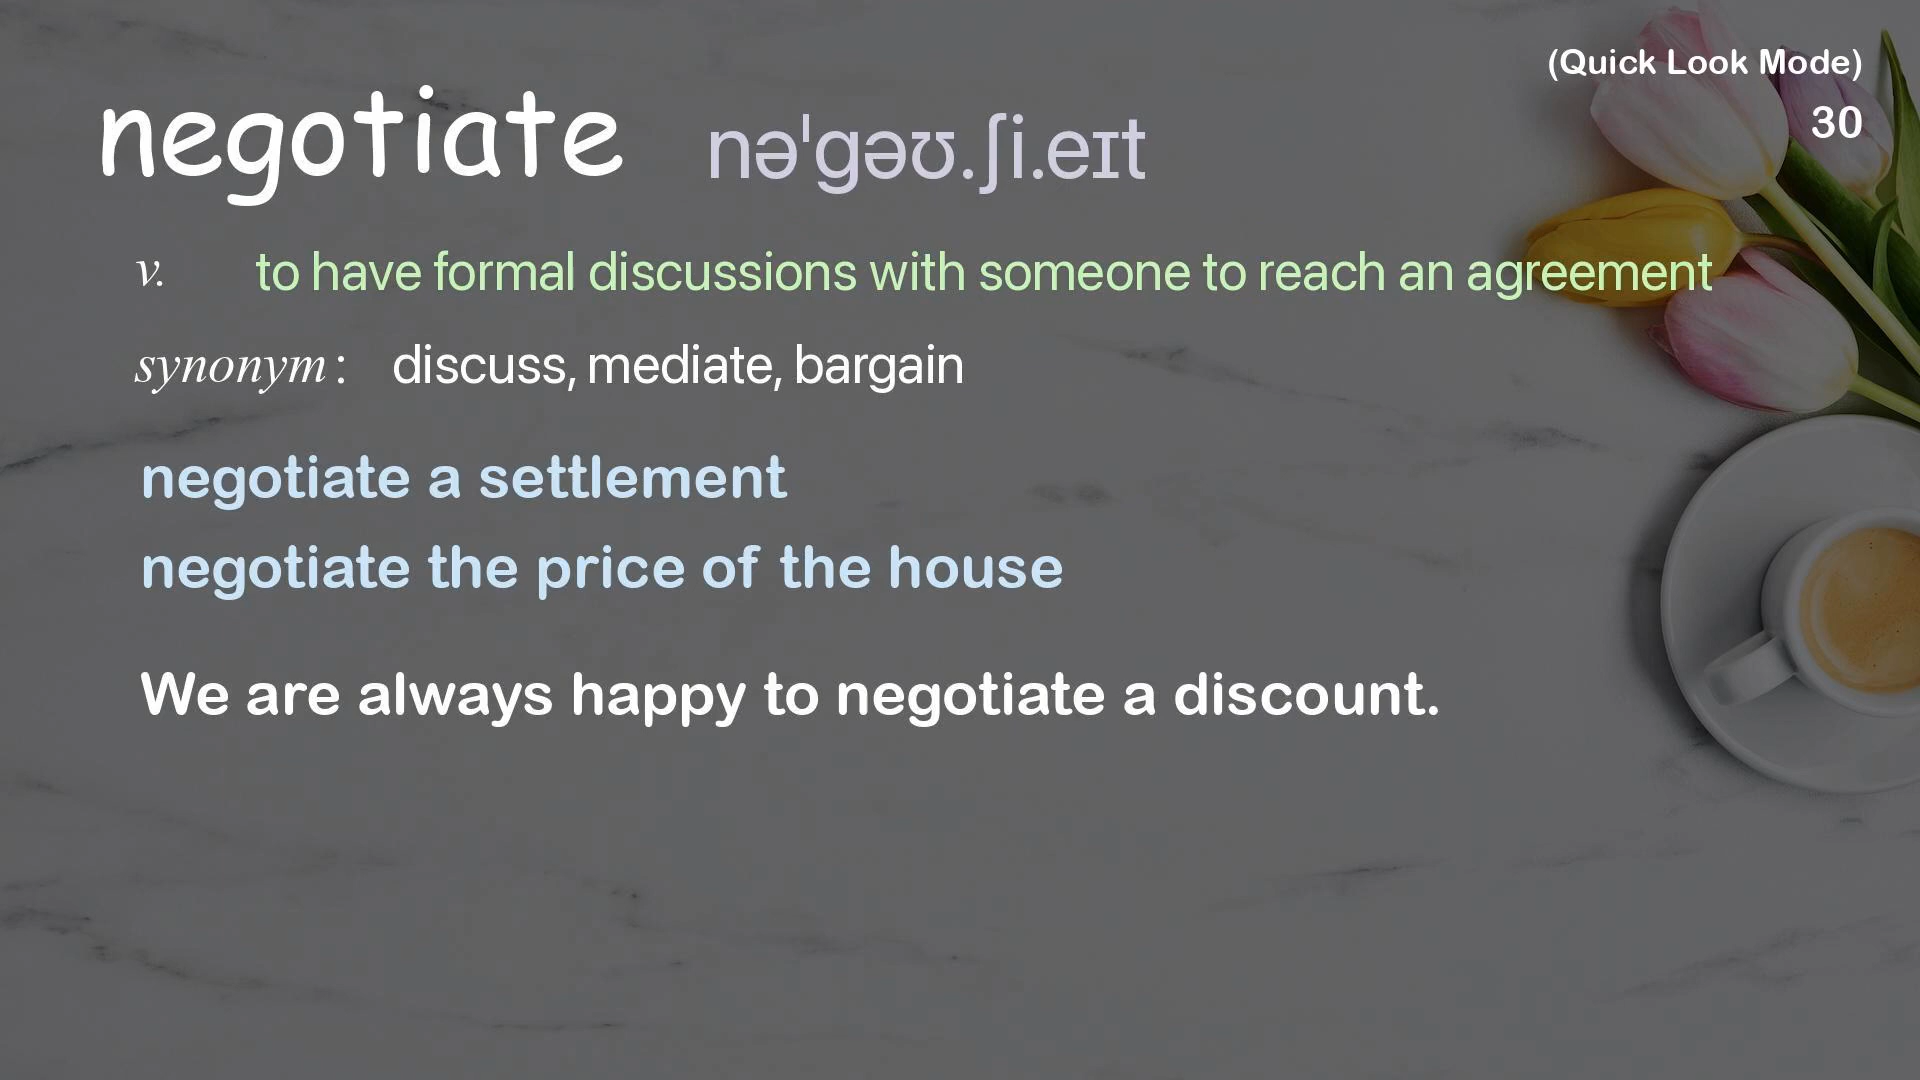 (Quick Look Mode)
30
negotiate nəˈɡəʊ.ʃi.eɪt
v. to have formal discussions with someone to reach an agreement
synonym : discuss, mediate, bargain
negotiate a settlement
negotiate the price of the house
We are always happy to negotiate a discount.